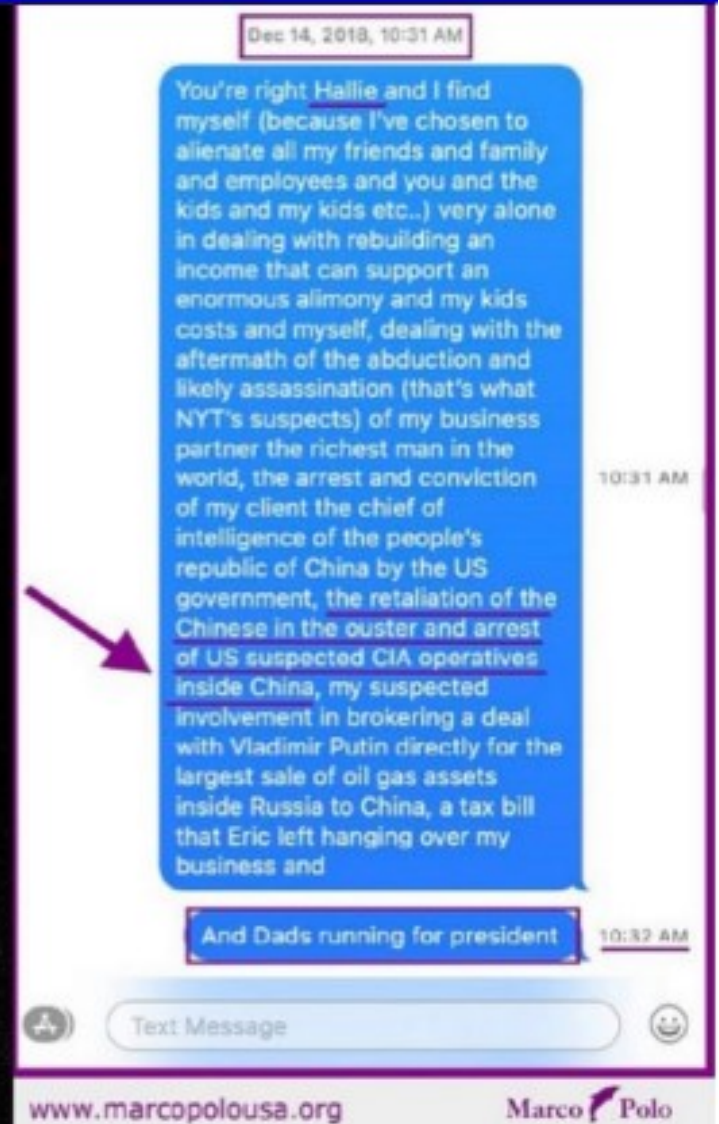 Dec 14, 2018, 10:31 AM
You're right Hallie and I find
myself (because I've chosen to
alienate all my friends and family
and employees and you and the
kids and my kids etc..) very alone
in dealing with rebuilding an
income that can support an
enormous alimony and my kids
costs and myself, dealing with the
aftermath of the abduction and
likely assassination (that's what
NYT's suspects) of my business
partner the richest man in the
world, the arrest and conviction
10:31 AM
of my client the chief of
intelligence of the people's
republic of China by the US
government, the retaliation of the
Chinese in the ouster and arrest
of US suspected CIA operatives
inside China, my suspected
involvement in brokering a deal
with Vladimir Putin directly for the
largest sale of oil gas assets
inside Russia to China, a tax bill
that Eric left hanging over my
business and
And Dads running for president
10:32 AM
Text Message
www.marcopolousa.org
Marco Polo